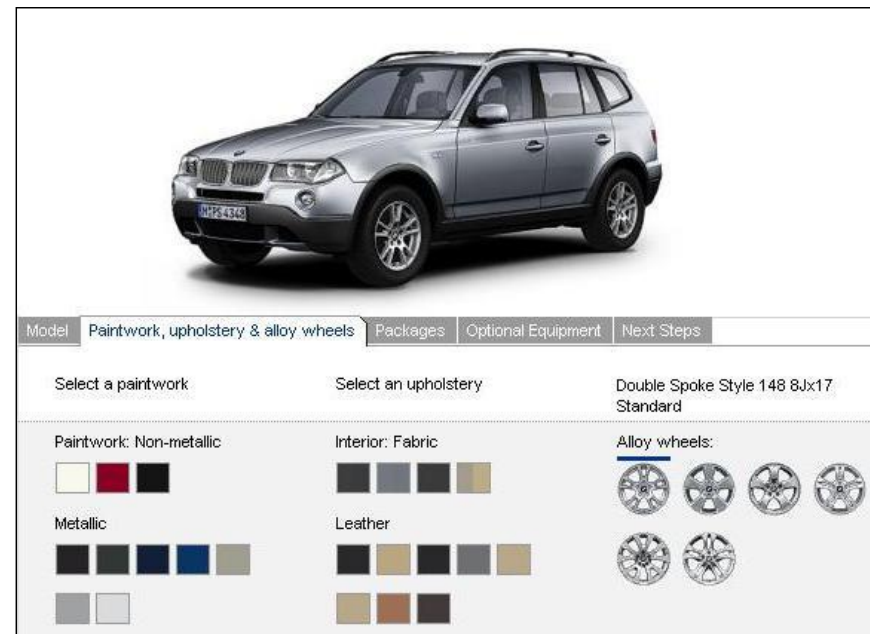 M PS 4348
Model
Paintwork, upholstery & alloy wheels
Packages
Optional Equipment
Next Steps
Select a paintwork
Select an upholstery
Double Spoke Style 148 8Jx17
Standard
Paintwork: Non-metallic
Interior: Fabric
Alloy wheels:
Metallic
Leather